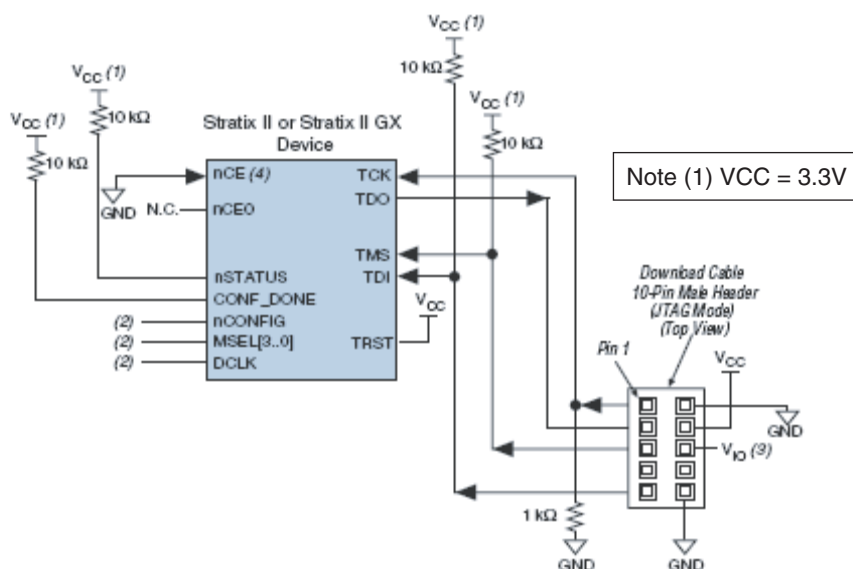 VCC (1)
VCC (1)
10 kΩ
VCC (1)
10 kΩ
VCC (1)
10 kΩ
10 kΩ
Stratix II or Stratix II GX
Device
nCE (4)
TCK
TDO
GND
N.C.
nCE0
TMS
nSTATUS
TDI
CONF_DONE
VCC
(2)
nCONFIG
(2)
MSEL[3..0]
TRST
(2)
DCLK
Note (1) VCC = 3.3V
Download Cable
10-Pin Male Header
(JTAG Mode)
(Top View)
Pin 1
VCC
GND
VIO (3)
1 kΩ
GND
GND